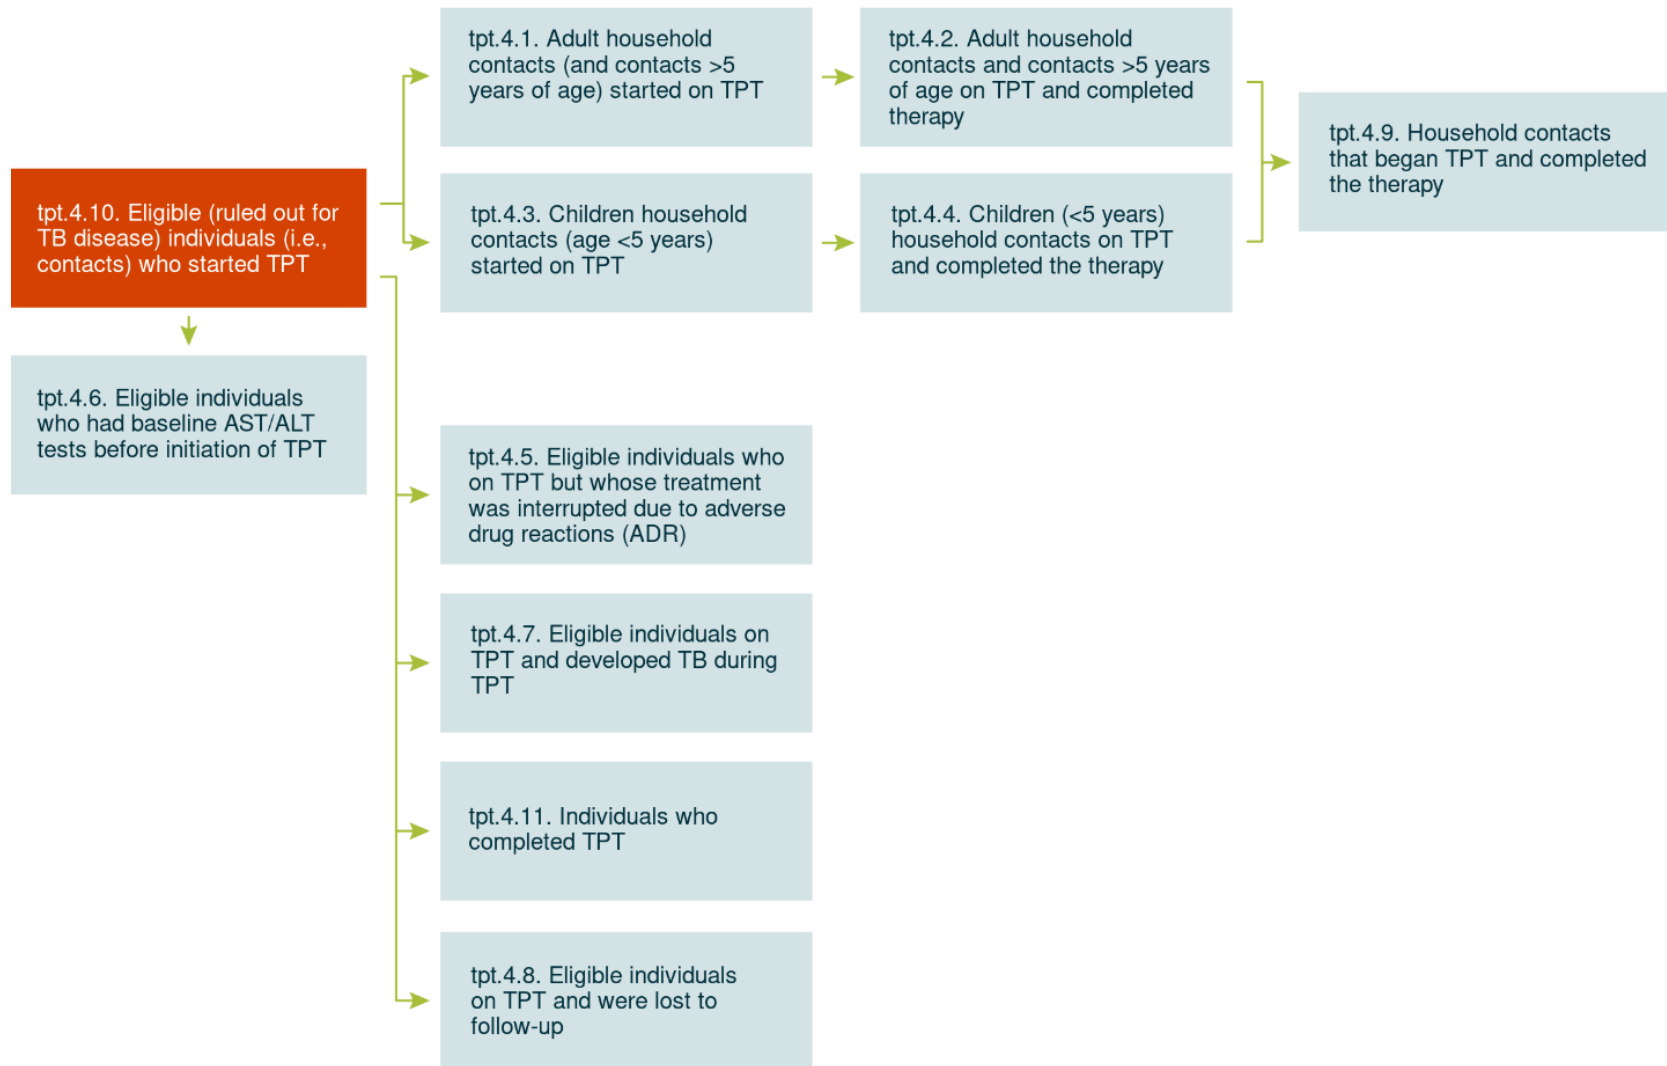 tpt.4.1. Adult household
contacts (and contacts >5
years of age) started on TPT
tpt.4.2. Adult household
contacts and contacts >5 years
of age on TPT and completed
therapy
tpt.4.9. Household contacts
that began TPT and completed
the therapy
tpt.4.10. Eligible (ruled out for
TB disease) individuals (i.e.,
contacts) who started TPT
tpt.4.3. Children household
contacts (age <5 years)
started on TPT
tpt.4.4. Children (<5 years)
household contacts on TPT
and completed the therapy
tpt.4.6. Eligible individuals
who had baseline AST/ALT
tests before initiation of TPT
tpt.4.5. Eligible individuals who
on TPT but whose treatment
was interrupted due to adverse
drug reactions (ADR)
tpt.4.7. Eligible individuals on
TPT and developed TB during
TPT
tpt.4.11. Individuals who
completed TPT
tpt.4.8. Eligible individuals
on TPT and were lost to
follow-up